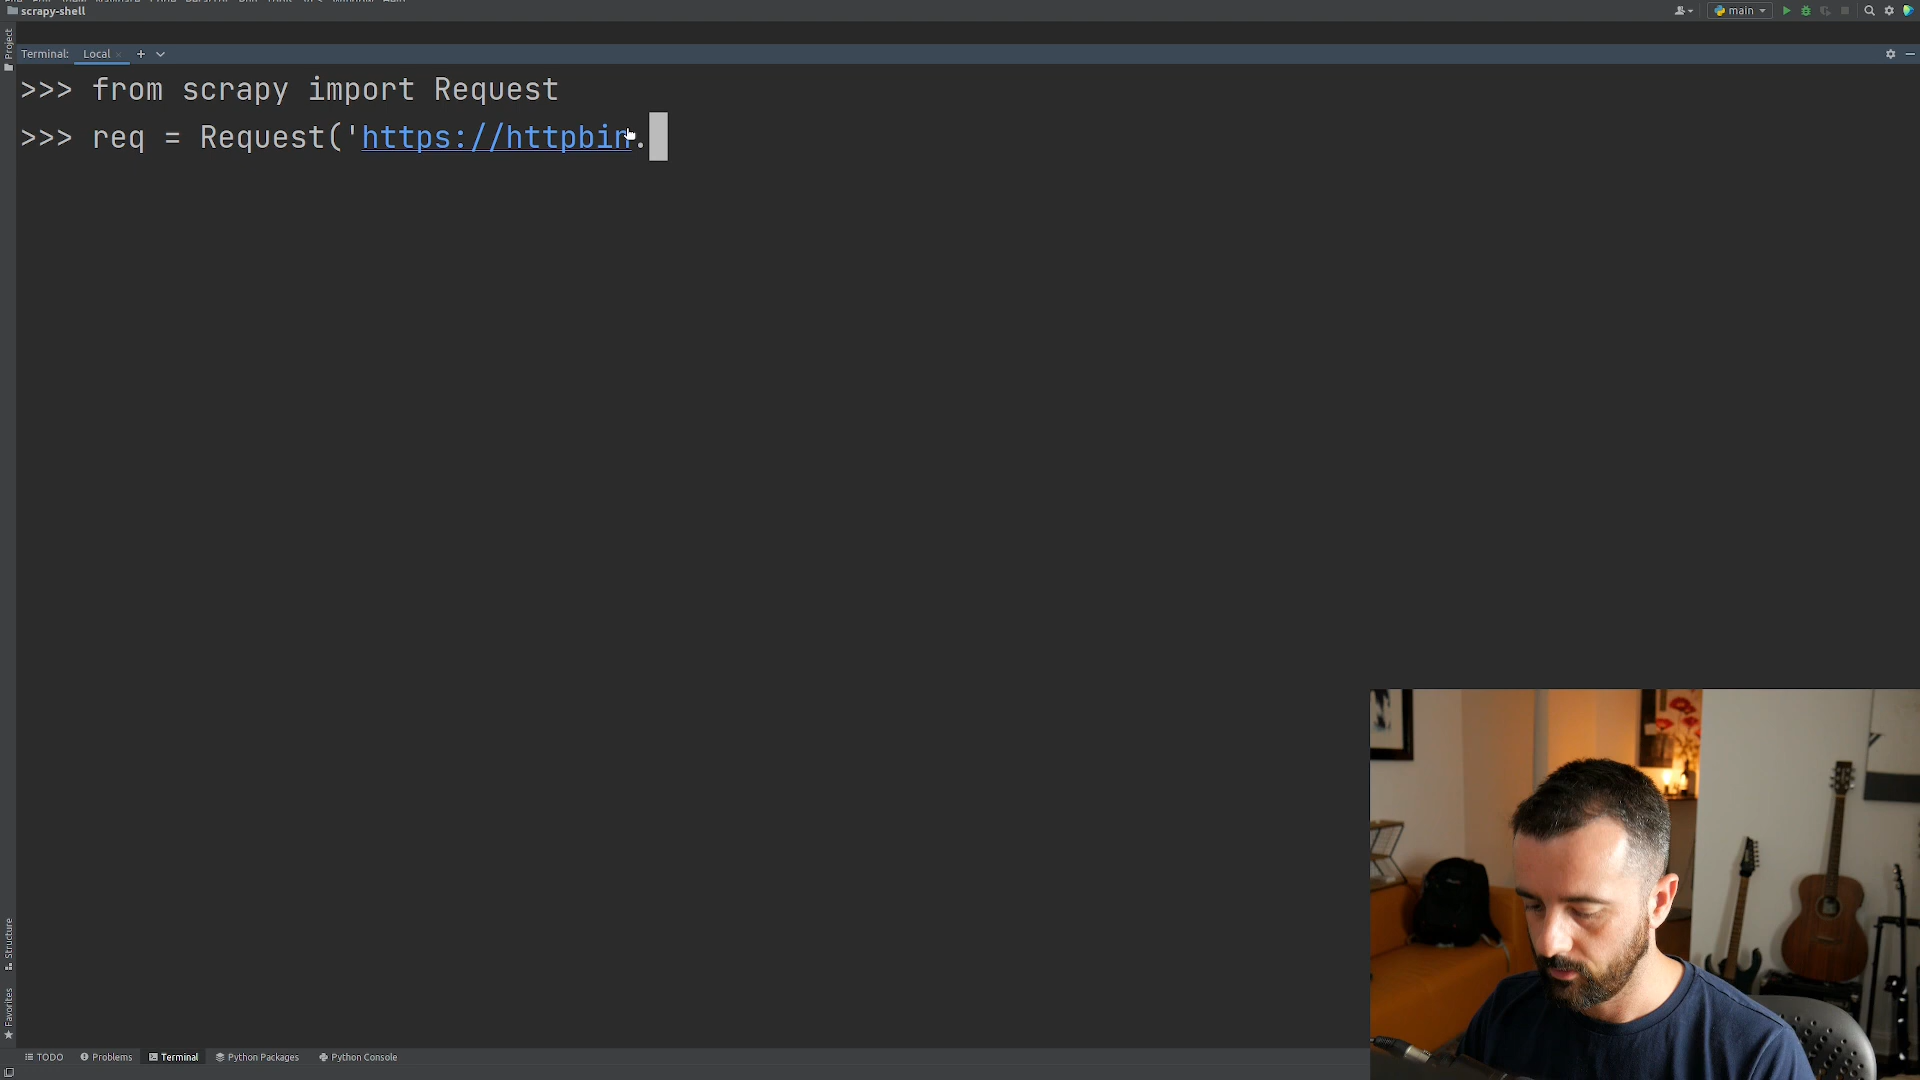 scrapy-shell
main
Project
Terminal: Local
>>> from scrapy import Request
>>> req = Request('https://httpbin.
Structure
Favorites
TODO Problems Terminal Python Packages Python Console